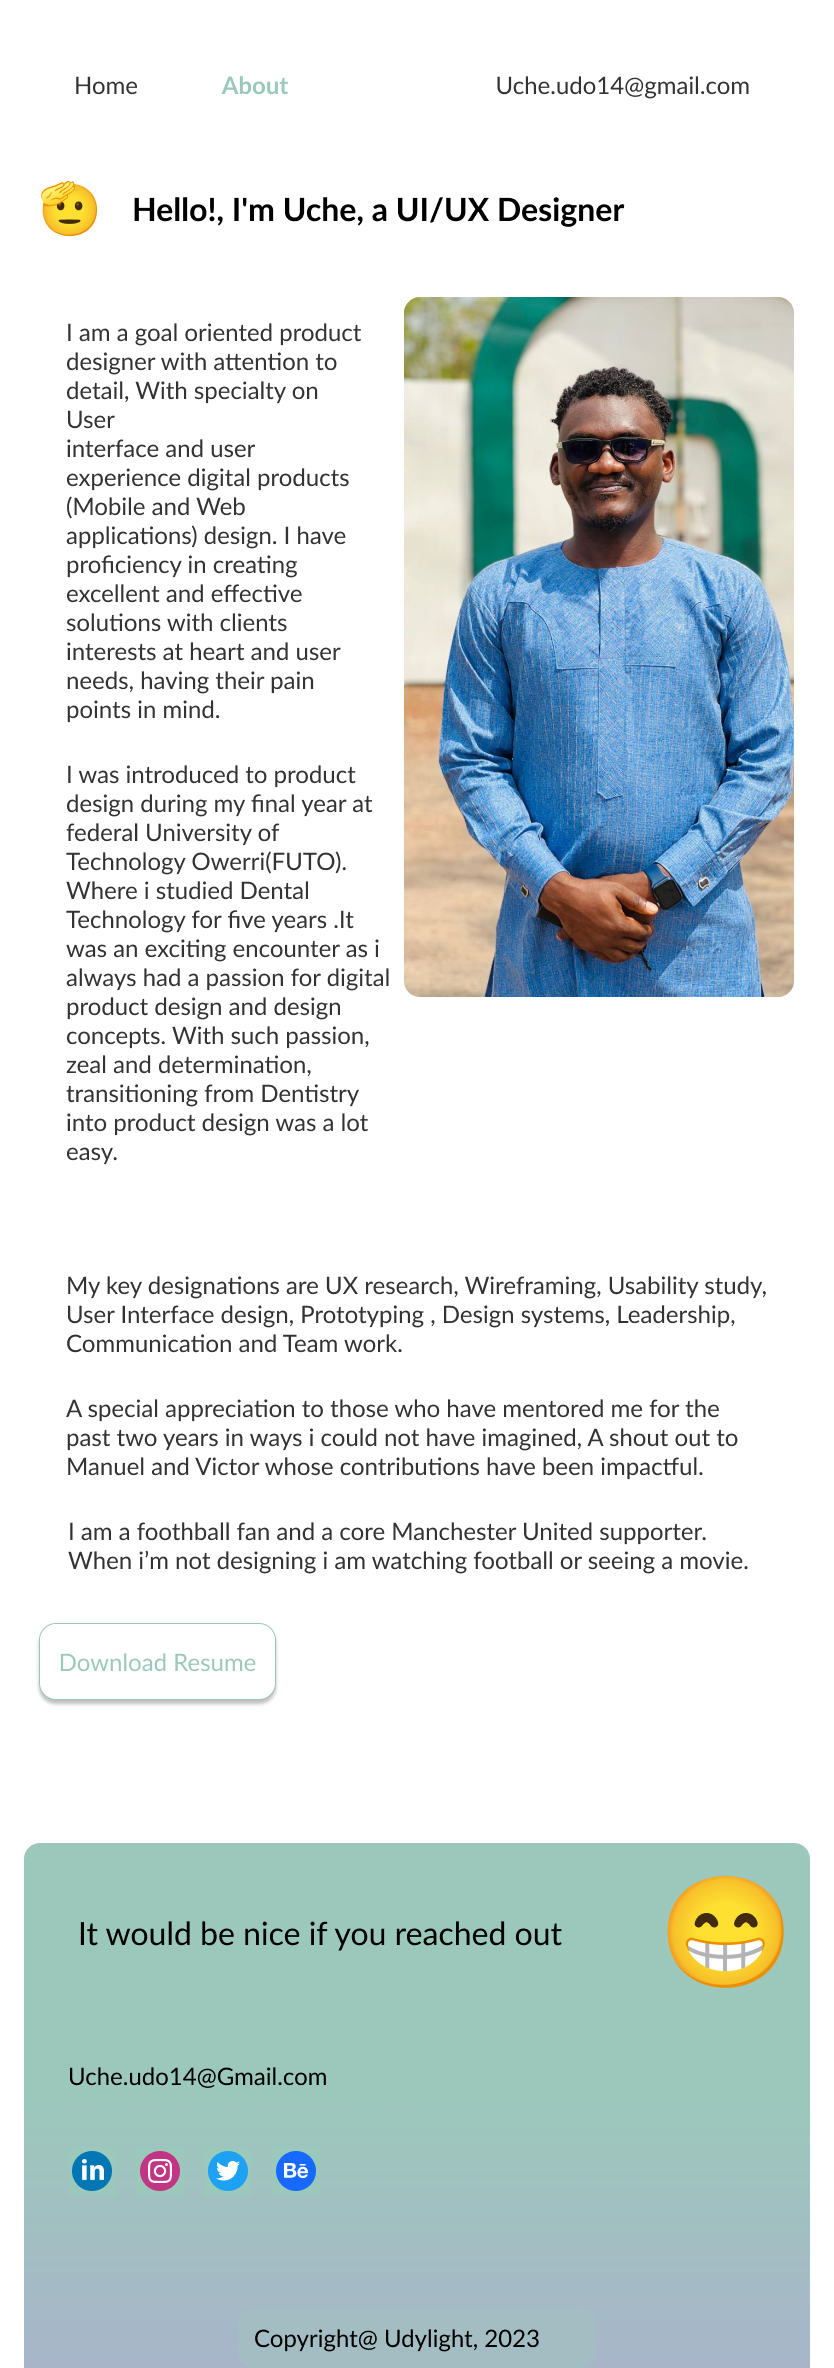 Home About Uche.udo14@gmail.com
Hello!, I'm Uche, a UI/UX Designer
I am a goal oriented product
designer with attention to
detail, With specialty on
User
interface and user
experience digital products
(Mobile and Web
applications) design. I have
proficiency in creating
excellent and effective
solutions with clients
interests at heart and user
needs, having their pain
points in mind.
I was introduced to product
design during my final year at
federal University of
Technology Owerri(FUTO).
Where i studied Dental
Technology for five years .It
was an exciting encounter as i
always had a passion for digital
product design and design
concepts. With such passion,
zeal and determination,
transitioning from Dentistry
into product design was a lot
easy.
My key designations are UX research, Wireframing, Usability study,
User Interface design, Prototyping , Design systems, Leadership,
Communication and Team work.
A special appreciation to those who have mentored me for the
past two years in ways i could not have imagined, A shout out to
Manuel and Victor whose contributions have been impactful.
I am a foothball fan and a core Manchester United supporter.
When i’m not designing i am watching football or seeing a movie.
Download Resume
It would be nice if you reached out
Uche.udo14@Gmail.com
in Bē
Copyright@ Udylight, 2023